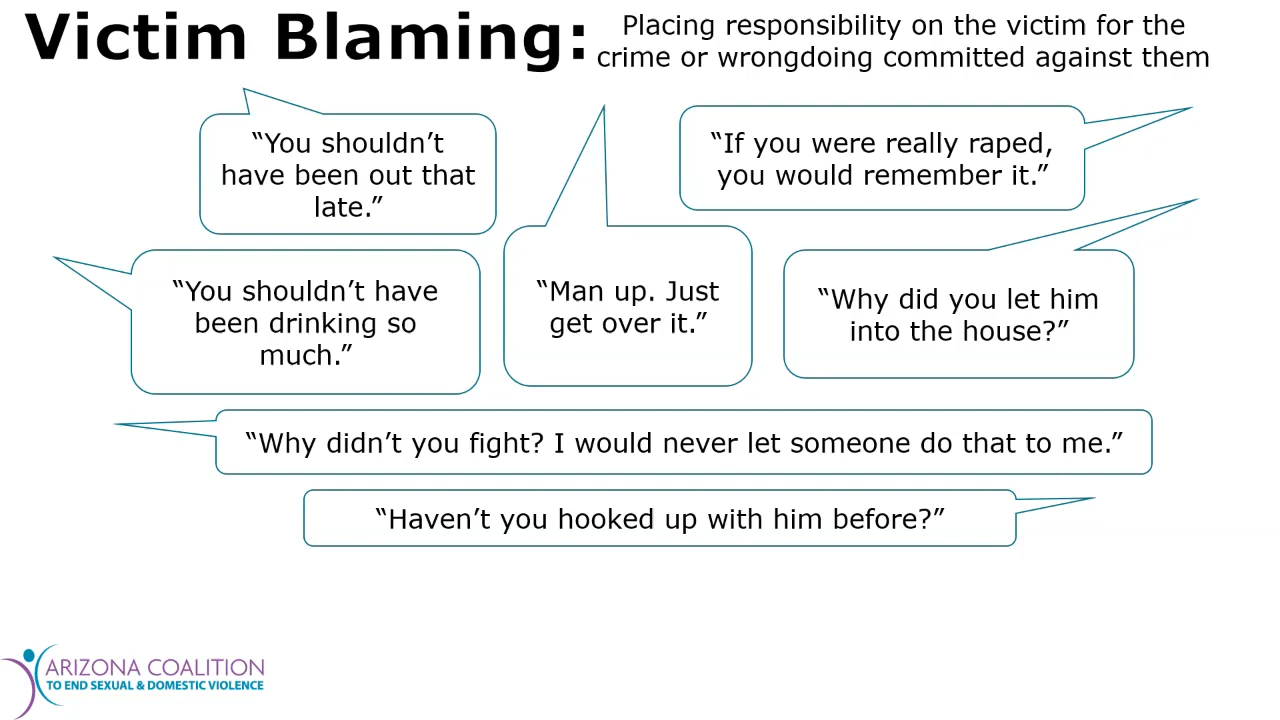 Victim Blaming:
Placing responsibility on the victim for the
crime or wrongdoing committed against them
“You shouldn’t
have been out that
late.”
“If you were really raped,
you would remember it.”
“You shouldn’t have
been drinking so
much.”
“Man up. Just
get over it.”
“Why did you let him
into the house?”
“Why didn’t you fight? I would never let someone do that to me.”
“Haven’t you hooked up with him before?”
ARIZONA COALITION
TO END SEXUAL & DOMESTIC VIOLENCE